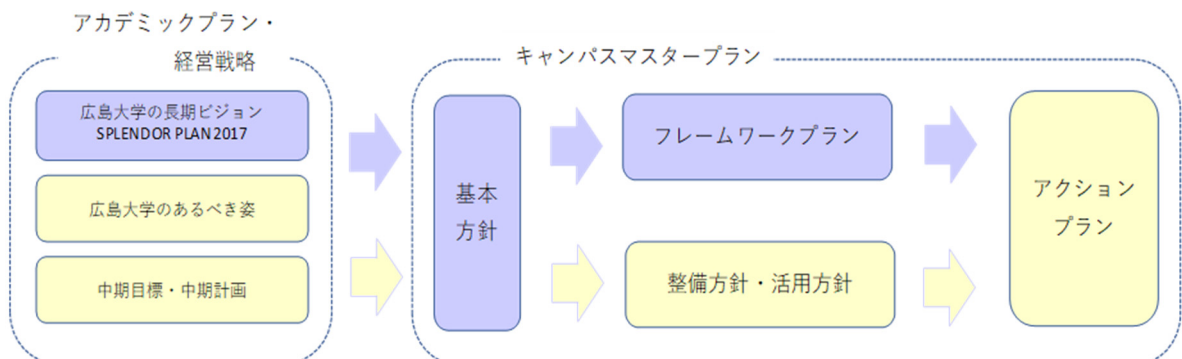 アカデミックプラン・
経営戦略
広島大学の長期ビジョン
SPLENDOR PLAN 2017
広島大学のあるべき姿
中期目標・中期計画
キャンパスマスタープラン
基本
方針
フレームワークプラン
整備方針・活用方針
アクション
プラン